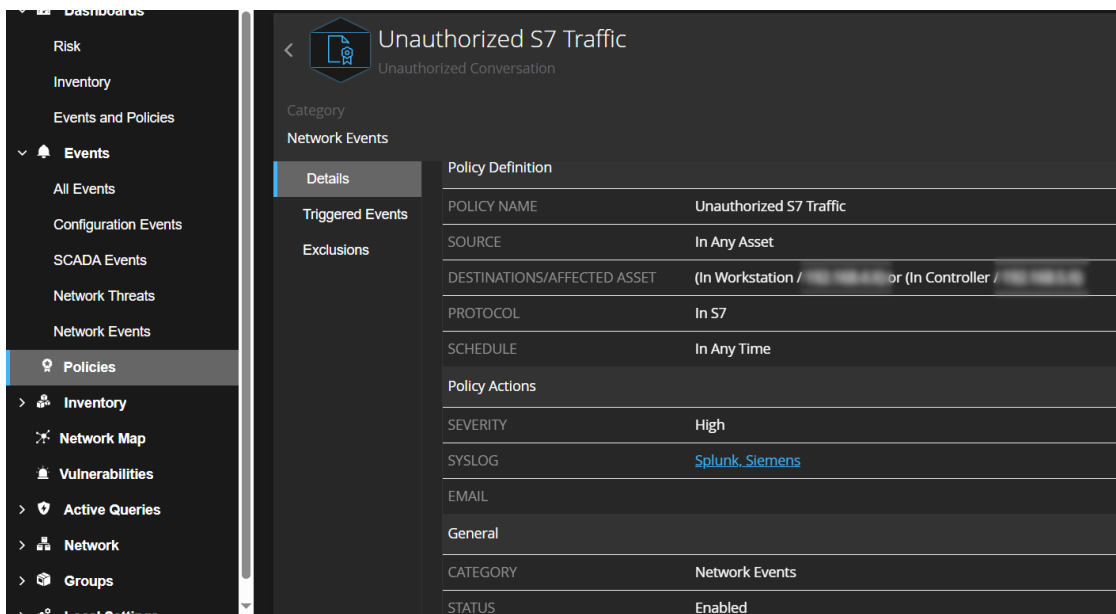 Dashboards
Risk
Inventory
Events and Policies
Events
All Events
Configuration Events
SCADA Events
Network Threats
Network Events
Policies
Inventory
Network Map
Vulnerabilities
Active Queries
Network
Groups
Local Settings
Unauthorized S7 Traffic
Unauthorized Conversation
Category
Network Events
Details
Triggered Events
Exclusions
Policy Definition
POLICY NAME Unauthorized S7 Traffic
SOURCE In Any Asset
DESTINATIONS/AFFECTED ASSET (In Workstation / or (In Controller /
PROTOCOL In S7
SCHEDULE In Any Time
Policy Actions
SEVERITY High
SYSLOG Splunk, Siemens
EMAIL
General
CATEGORY Network Events
STATUS Enabled